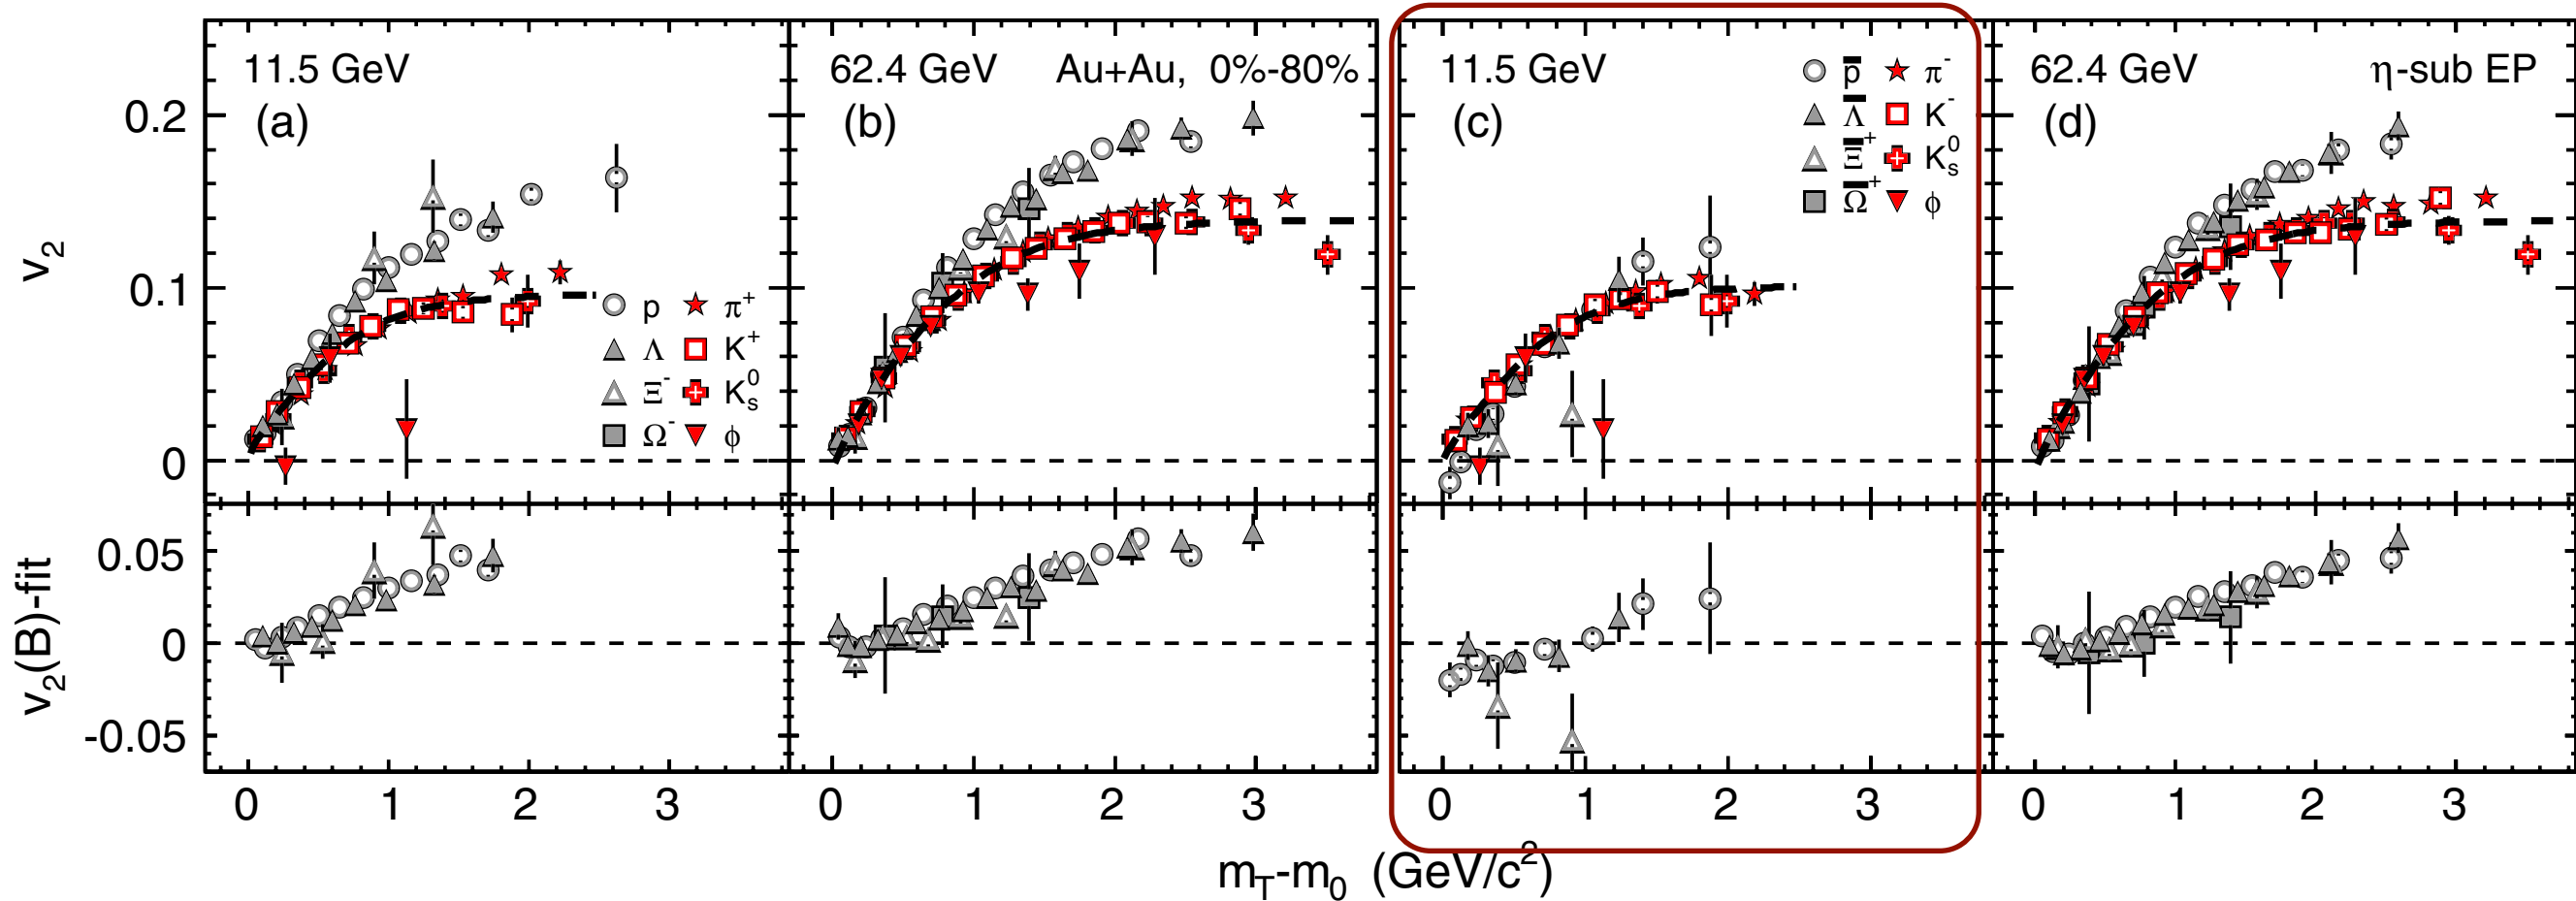 11.5 GeV
(a)
62.4 GeV Au+Au, 0%-80%
(b)
11.5 GeV
(c)
62.4 GeV η-sub EP
(d)
v₂
0.2
0.1
0
p π⁺
Λ K⁺
Ξ⁻ K⁰ₛ
Ω⁻ ϕ
p̅ π⁻
Λ̅ K⁻
Ξ̅⁺ K⁰ₛ
Ω̅⁺ ϕ
v₂(B)-fit
0.05
0
-0.05
0 1 2 3
0 1 2 3
0 1 2 3
0 1 2 3
m_T-m₀ (GeV/c²)